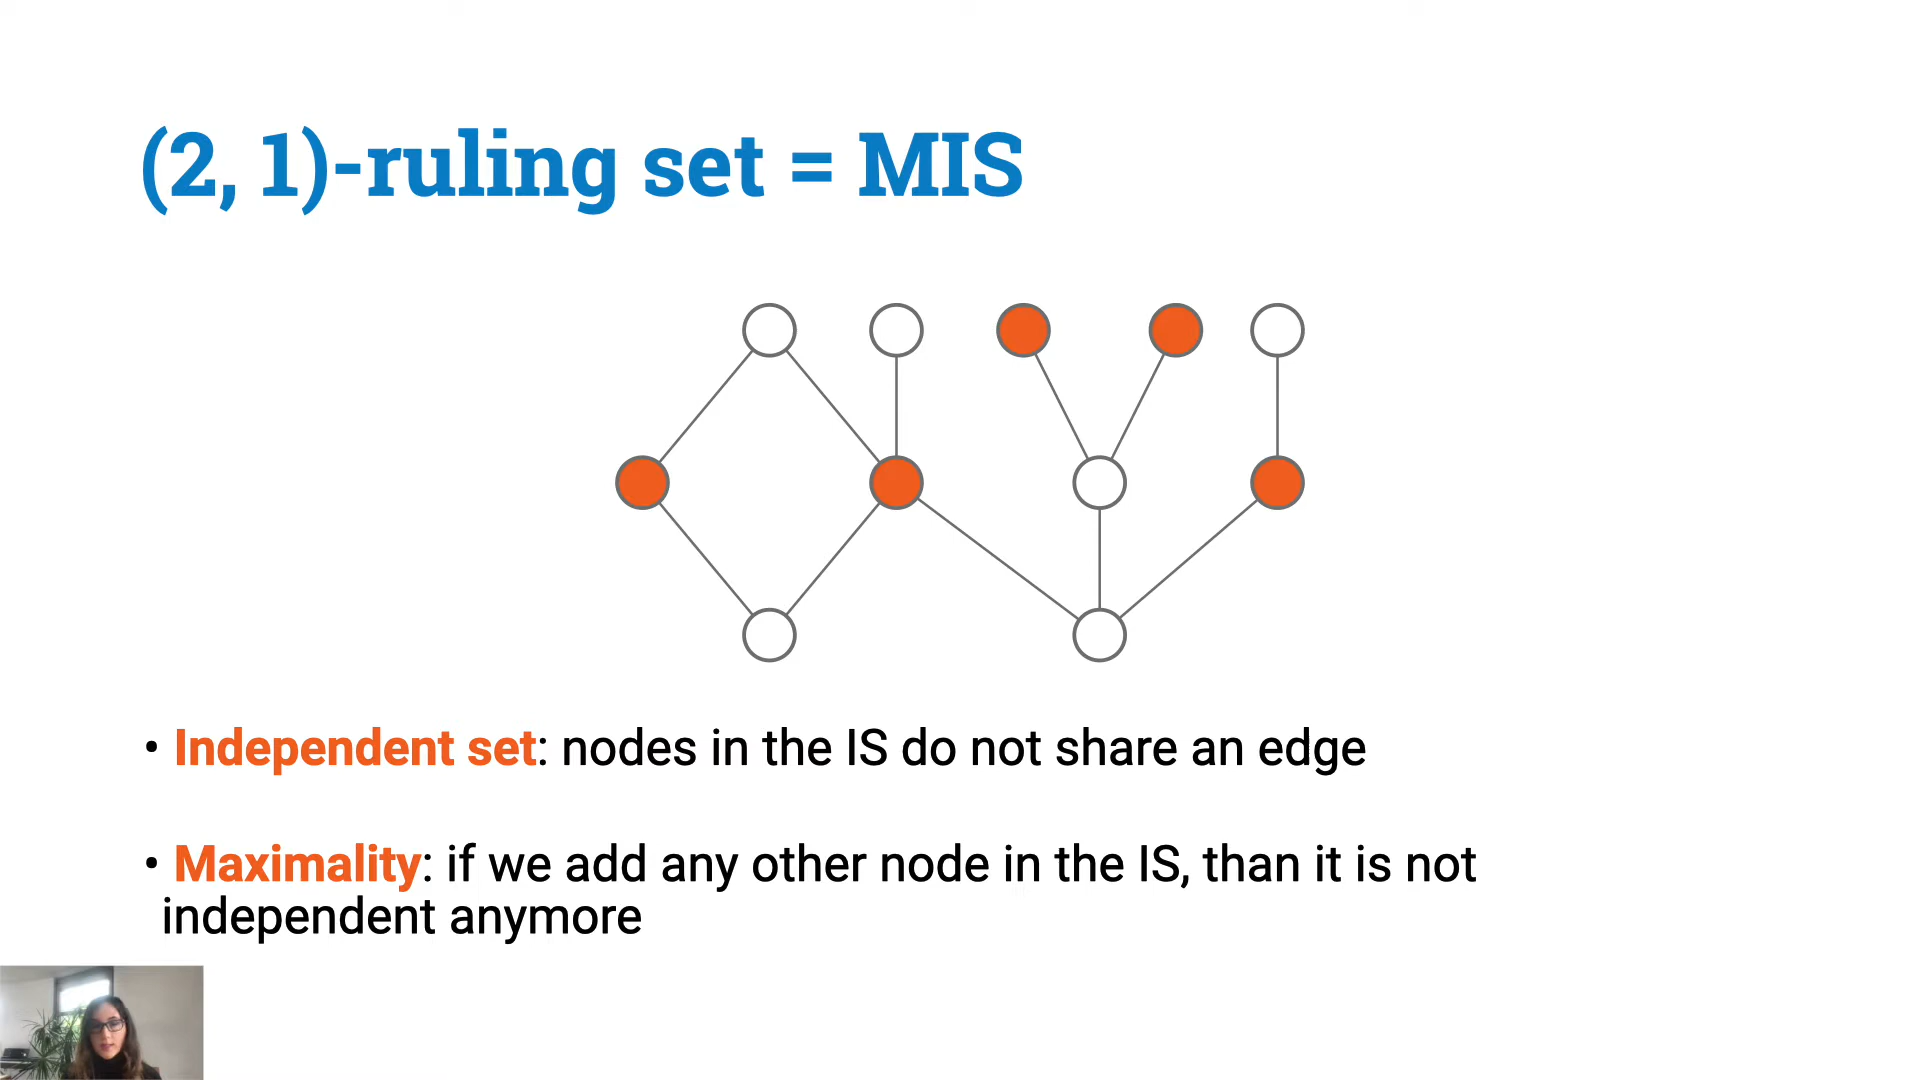 (2, 1)-ruling set = MIS
• Independent set: nodes in the IS do not share an edge
• Maximality: if we add any other node in the IS, than it is not
independent anymore